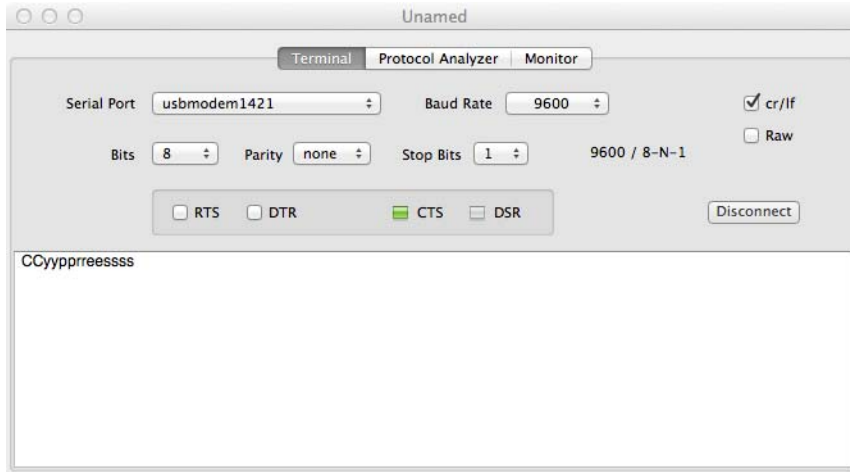 Unamed
Terminal Protocol Analyzer Monitor
Serial Port usbmodem1421 Baud Rate 9600 cr/lf
Raw
Bits 8 Parity none Stop Bits 1 9600 / 8-N-1
RTS DTR CTS DSR Disconnect
CCyypprreessss